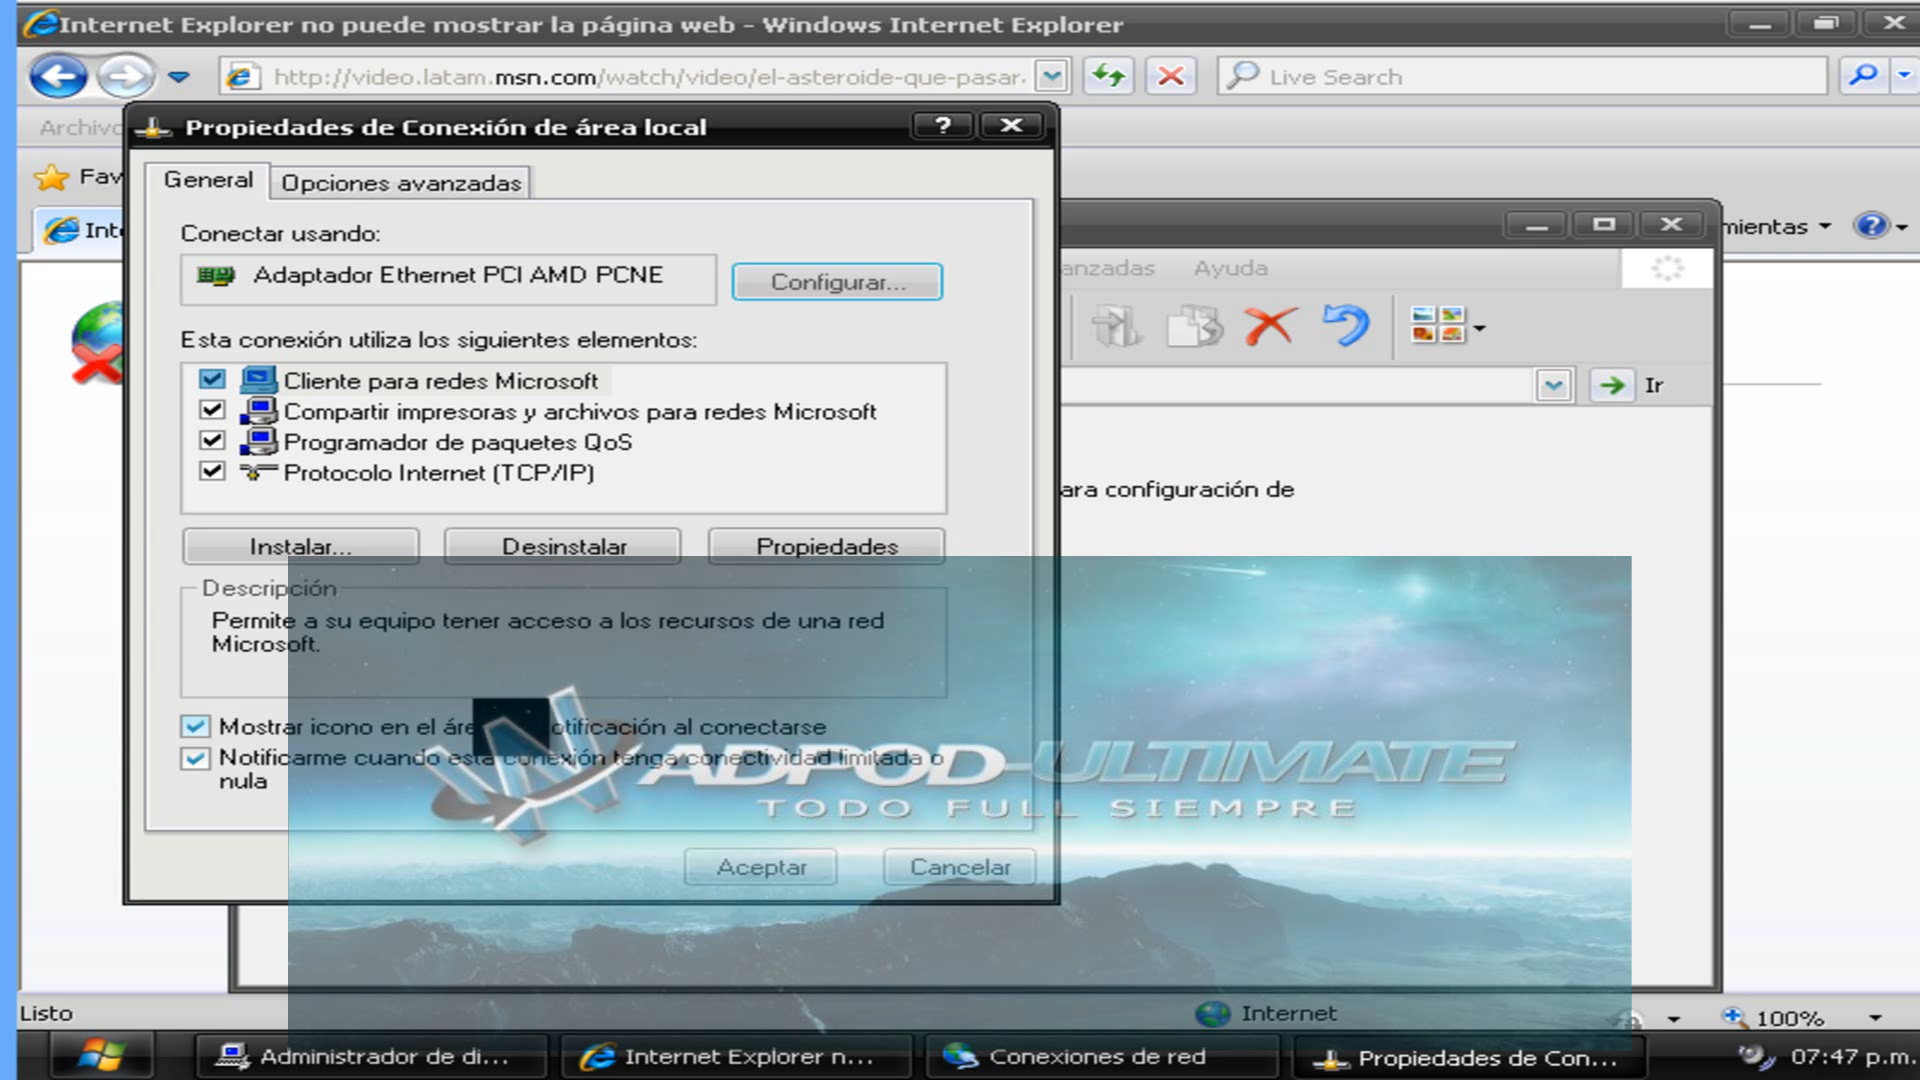 Internet Explorer no puede mostrar la página web - Windows Internet Explorer
http://video.latam.msn.com/watch/video/el-asteroide-que-pasar
Live Search
Archivo
Propiedades de Conexión de área local
?
Fav
General
Opciones avanzadas
Int
mientas
Conectar usando:
Adaptador Ethernet PCI AMD PCNE
Configurar...
anzadas Ayuda
Esta conexión utiliza los siguientes elementos:
Cliente para redes Microsoft
Ir
Compartir impresoras y archivos para redes Microsoft
Programador de paquetes QoS
Protocolo Internet (TCP/IP)
ara configuración de
Instalar...
Desinstalar
Propiedades
Descripción
Permite a su equipo tener acceso a los recursos de una red
Microsoft.
Mostrar icono en el áre otificación al conectarse
Notificarme cuando esta conexión tenga conectividad limitada o
nula
WADPOD-ULTIMATE
TODO FULL SIEMPRE
Aceptar
Cancelar
Listo
Internet
100%
Administrador de di...
Internet Explorer n...
Conexiones de red
Propiedades de Con...
07:47 p.m.